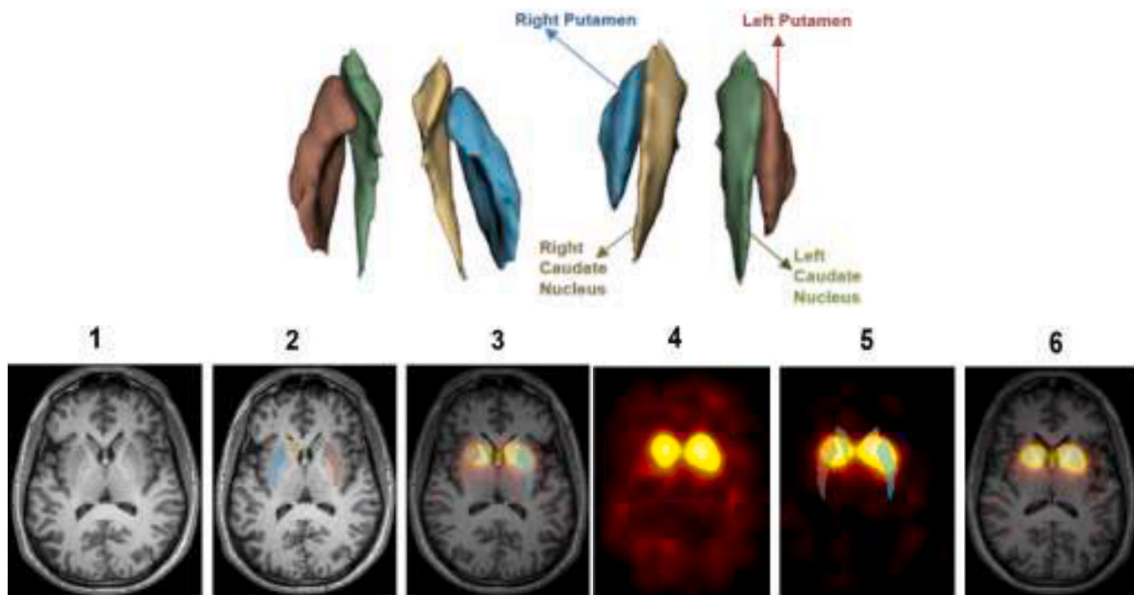 Right Putamen
Left Putamen
Right
Caudate
Nucleus
Left
Caudate
Nucleus
1 2 3 4 5 6